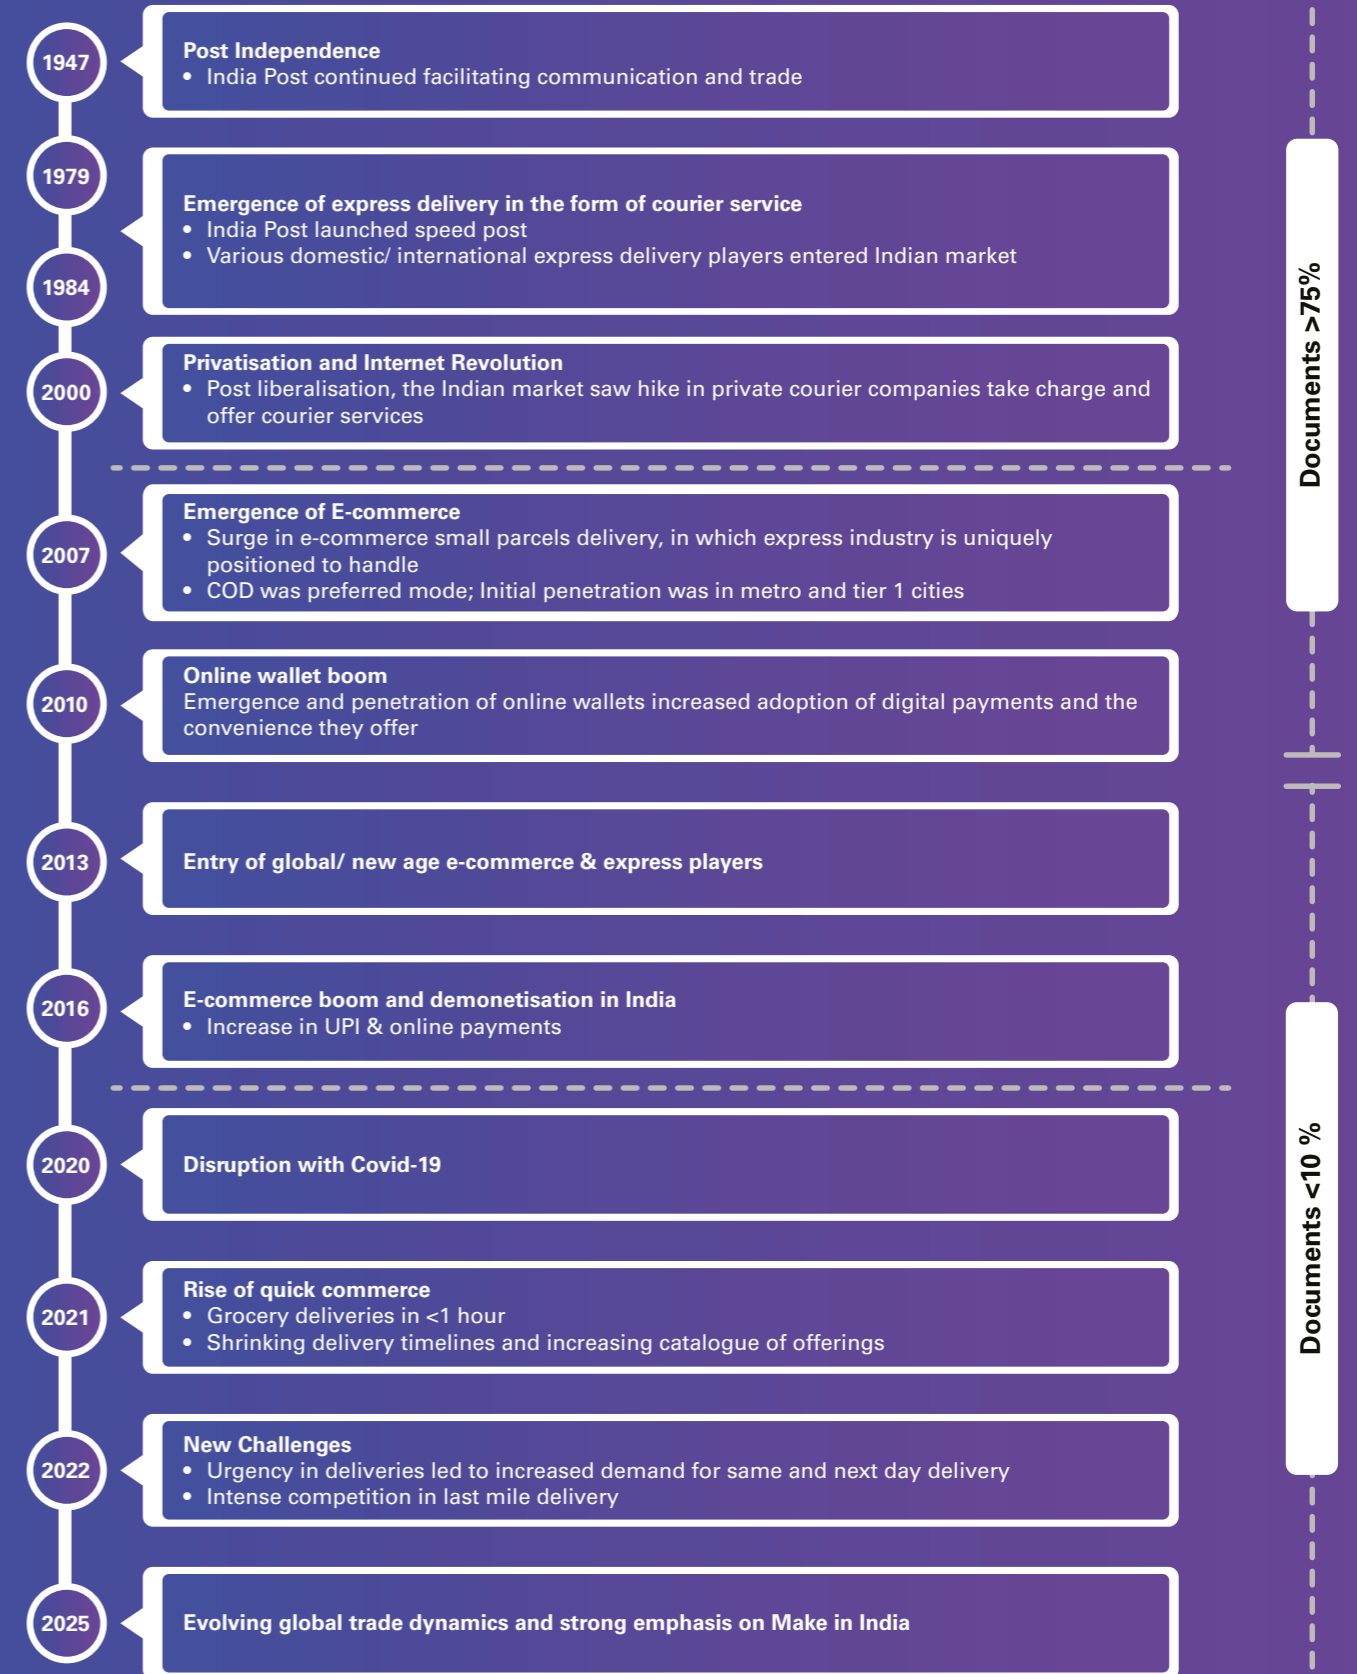 1947
Post Independence
• India Post continued facilitating communication and trade
1979
1984
Emergence of express delivery in the form of courier service
• India Post launched speed post
• Various domestic/ international express delivery players entered Indian market
2000
Privatisation and Internet Revolution
• Post liberalisation, the Indian market saw hike in private courier companies take charge and
offer courier services
2007
Emergence of E-commerce
• Surge in e-commerce small parcels delivery, in which express industry is uniquely
positioned to handle
• COD was preferred mode; Initial penetration was in metro and tier 1 cities
2010
Online wallet boom
Emergence and penetration of online wallets increased adoption of digital payments and the
convenience they offer
Documents >75%
2013
Entry of global/ new age e-commerce & express players
2016
E-commerce boom and demonetisation in India
• Increase in UPI & online payments
2020
Disruption with Covid-19
2021
Rise of quick commerce
• Grocery deliveries in <1 hour
• Shrinking delivery timelines and increasing catalogue of offerings
2022
New Challenges
• Urgency in deliveries led to increased demand for same and next day delivery
• Intense competition in last mile delivery
2025
Evolving global trade dynamics and strong emphasis on Make in India
Documents <10 %